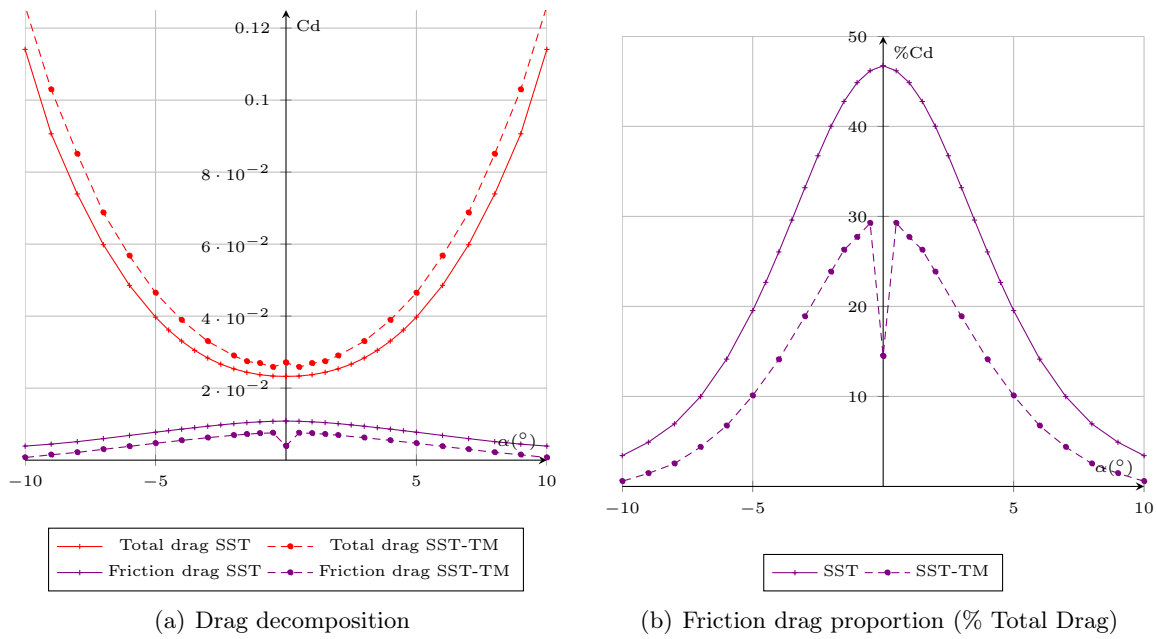 0.12
Cd
0.1
8 · 10⁻²
6 · 10⁻²
4 · 10⁻²
2 · 10⁻²
α(°)
−10
−5
5
10
Total drag SST
Total drag SST-TM
Friction drag SST
Friction drag SST-TM
(a) Drag decomposition
50
%Cd
40
30
20
10
α(°)
−10
−5
5
10
SST
SST-TM
(b) Friction drag proportion (% Total Drag)